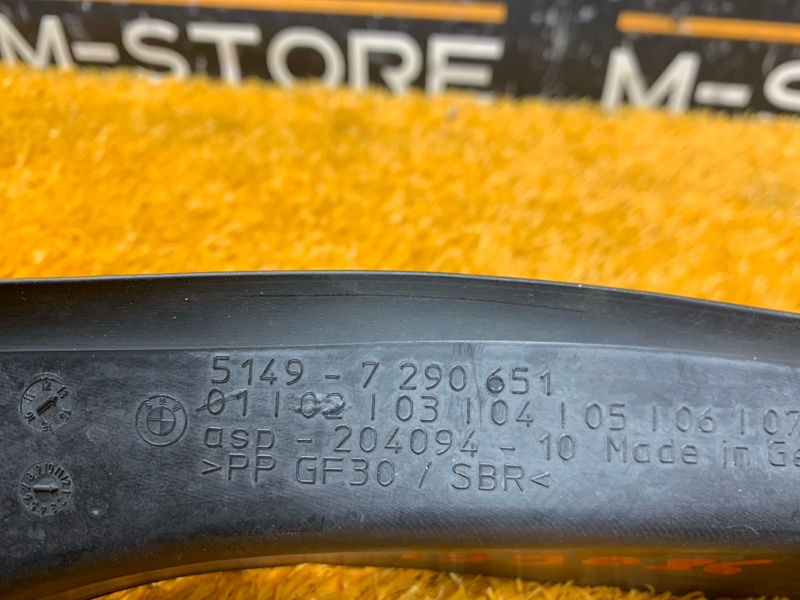 M-STORE M-S
5149 - 7 290 651
01 | 02 | 03 | 04 | 05 | 06 | 07
asp - 204094 - 10 Made in Ge
>PP GF30 / SBR<